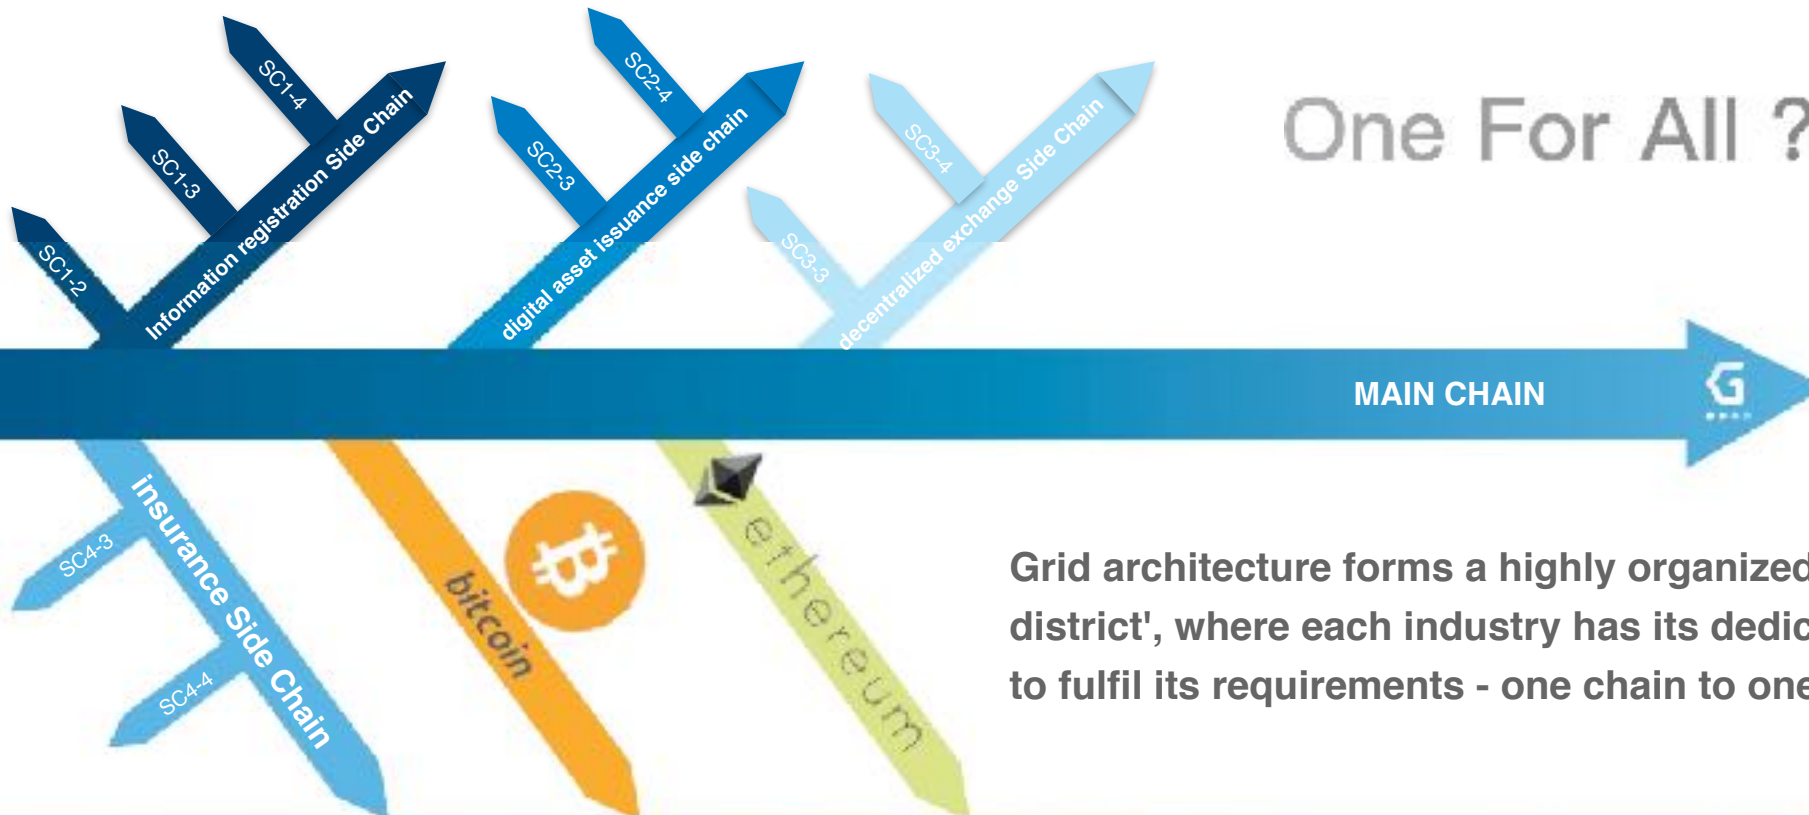 SC1-4
SC2-4
One For All ?
SC1-3
SC2-3
SC3-4
SC1-2
Information registration Side Chain
digital asset issuance side chain
SC3-3
decentralized exchange Side Chain
MAIN CHAIN
G
insurance Side Chain
SC4-3
SC4-4
bitcoin
ethereum
Grid architecture forms a highly organized
district', where each industry has its dedic
to fulfil its requirements - one chain to one